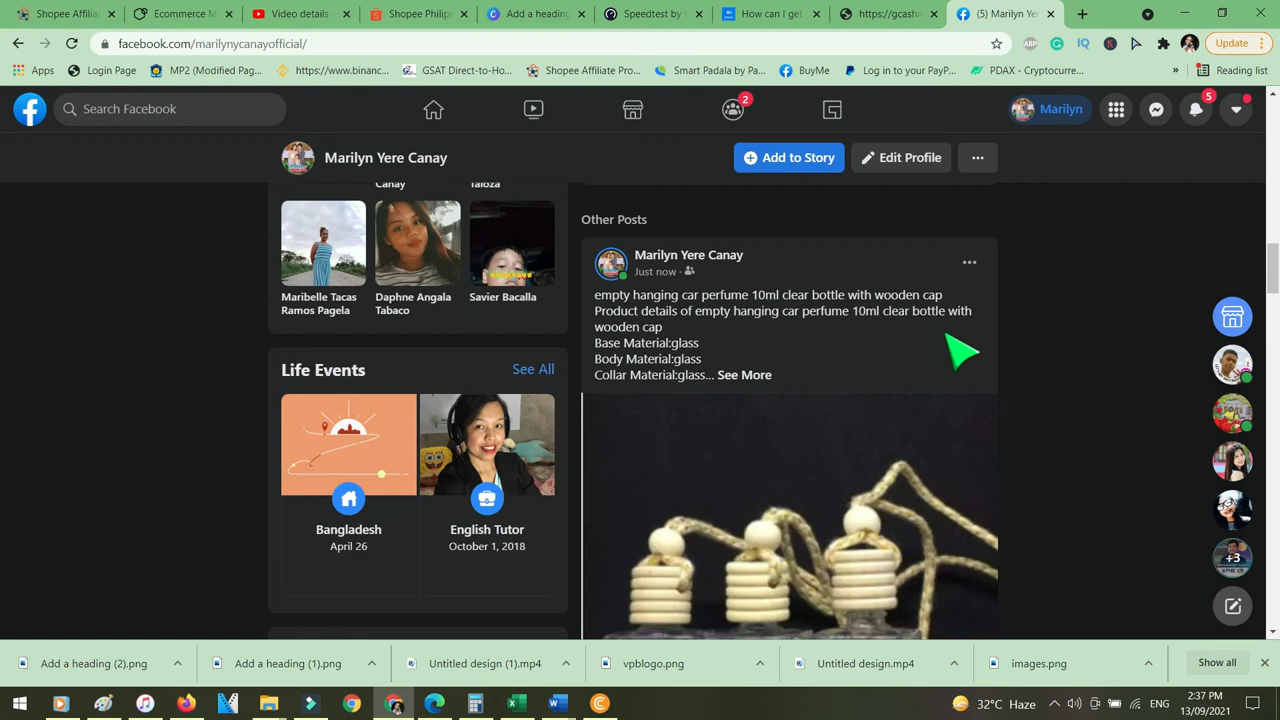 Shopee Affilia
Ecommerce M
Video details -
Shopee Philipp
Add a heading
Speedtest by
How can I get
https://gcashe
(5) Marilyn Ye
facebook.com/marilynycanayofficial/
Update
Apps
Login Page
MP2 (Modified Pag...
https://www.binanc...
GSAT Direct-to-Ho...
Shopee Affiliate Pro...
Smart Padala by Pa...
BuyMe
Log in to your PayP...
PDAX - Cryptocurre...
»
Reading list
Search Facebook
2
Marilyn
5
Marilyn Yere Canay
Add to Story
Edit Profile
...
Canay
Taloza
Maribelle Tacas
Ramos Pagela
Daphne Angala
Tabaco
Savier Bacalla
Life Events
See All
Bangladesh
April 26
English Tutor
October 1, 2018
Other Posts
Marilyn Yere Canay
Just now ·
empty hanging car perfume 10ml clear bottle with wooden cap
Product details of empty hanging car perfume 10ml clear bottle with
wooden cap
Base Material:glass
Body Material:glass
Collar Material:glass... See More
+3
Add a heading (2).png
Add a heading (1).png
Untitled design (1).mp4
vpblogo.png
Untitled design.mp4
images.png
Show all
32°C Haze
ENG
2:37 PM
13/09/2021